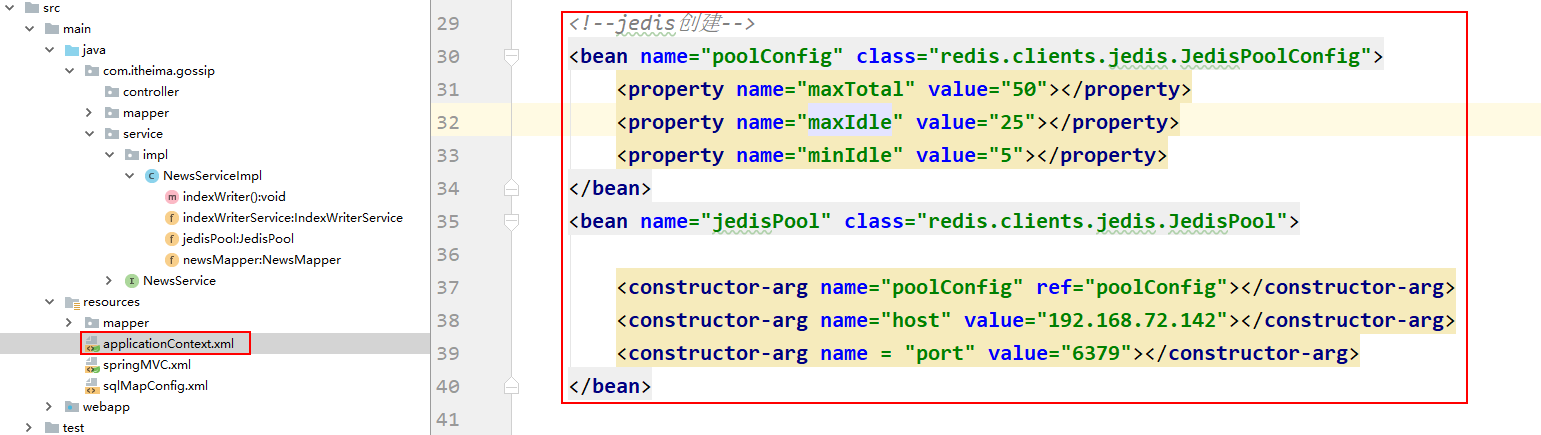 src
main
java
com.itheima.gossip
controller
mapper
service
impl
NewsServiceImpl
indexWriter():void
indexWriterService:IndexWriterService
jedisPool:JedisPool
newsMapper:NewsMapper
NewsService
resources
mapper
applicationContext.xml
springMVC.xml
sqlMapConfig.xml
webapp
test
29 <!--jedis创建-->
30 <bean name="poolConfig" class="redis.clients.jedis.JedisPoolConfig">
31 <property name="maxTotal" value="50"></property>
32 <property name="maxIdle" value="25"></property>
33 <property name="minIdle" value="5"></property>
34 </bean>
35 <bean name="jedisPool" class="redis.clients.jedis.JedisPool">
36
37 <constructor-arg name="poolConfig" ref="poolConfig"></constructor-arg>
38 <constructor-arg name="host" value="192.168.72.142"></constructor-arg>
39 <constructor-arg name = "port" value="6379"></constructor-arg>
40 </bean>
41